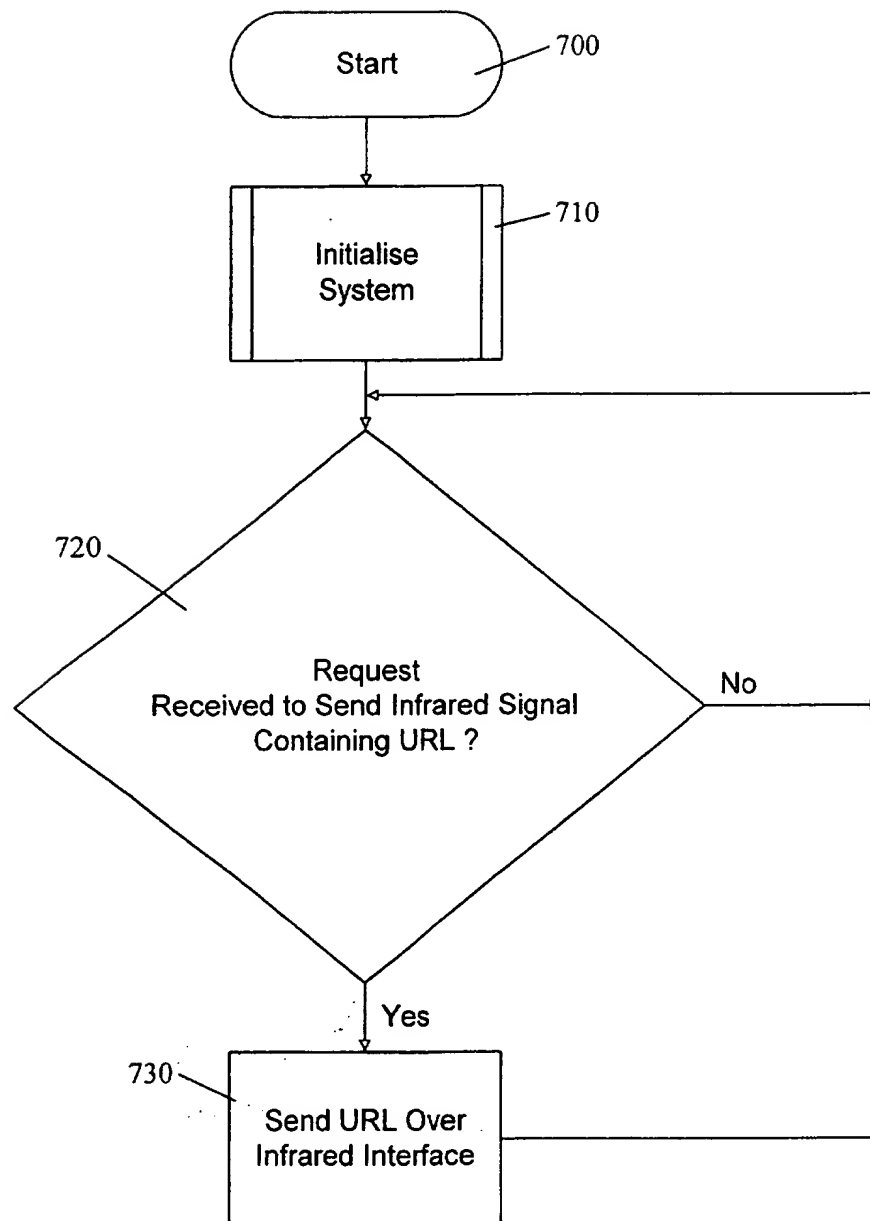 Start
700
710
Initialise
System
720
Request
Received to Send Infrared Signal
Containing URL ?
No
Yes
730
Send URL Over
Infrared Interface